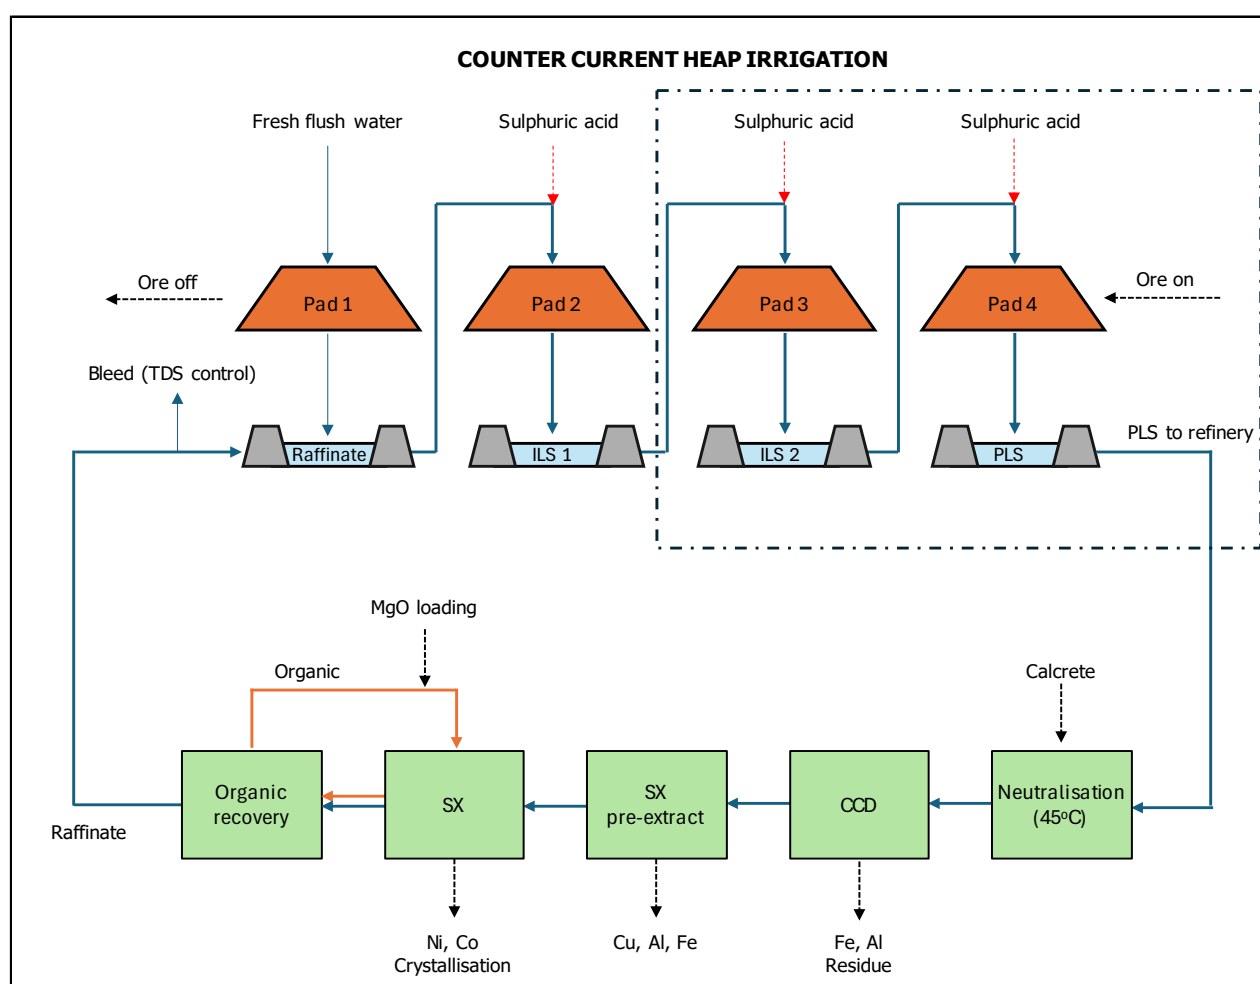 COUNTER CURRENT HEAP IRRIGATION
Fresh flush water
Sulphuric acid
Sulphuric acid
Sulphuric acid
Ore off
Pad 1
Pad 2
Pad 3
Pad 4
Ore on
Bleed (TDS control)
Raffinate
ILS 1
ILS 2
PLS
PLS to refinery
MgO loading
Organic
Calcrete
Organic
recovery
SX
SX
pre-extract
CCD
Neutralisation
(45°C)
Raffinate
Ni, Co
Crystallisation
Cu, Al, Fe
Fe, Al
Residue